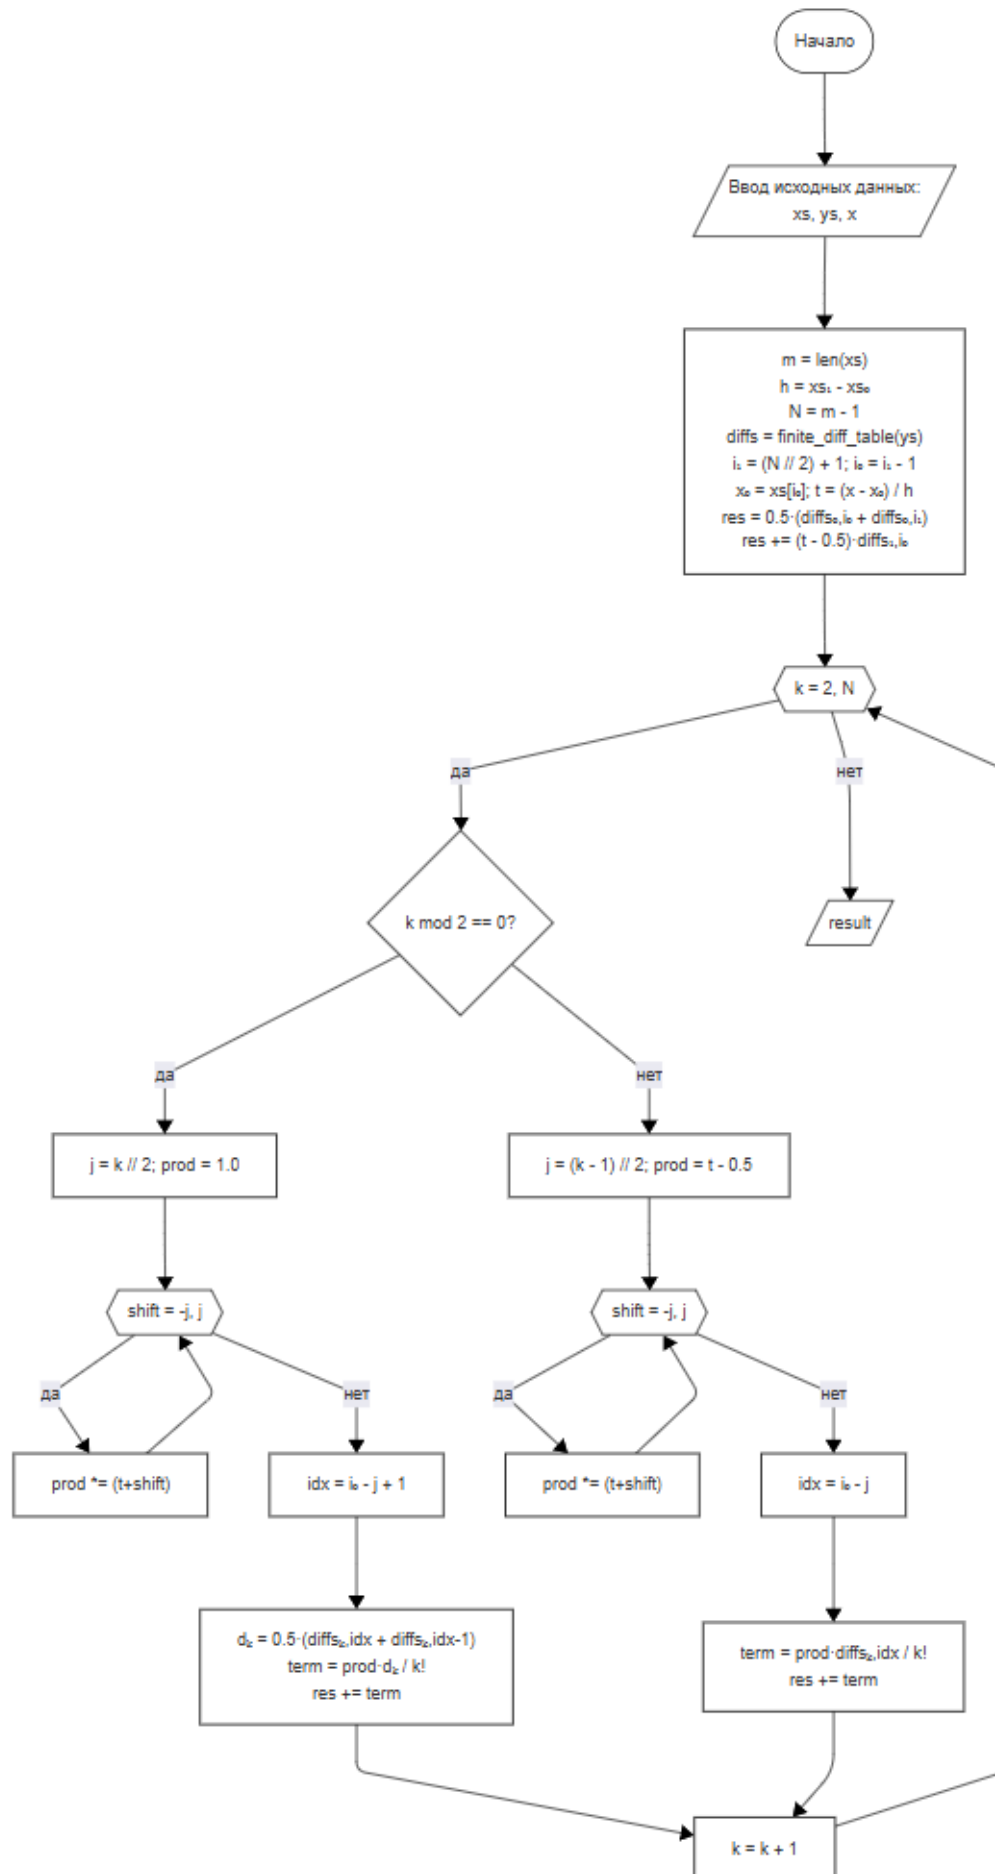 Начало
Ввод исходных данных:
xs, ys, x
m = len(xs)
h = xs₁ - xs₀
N = m - 1
diffs = finite_diff_table(ys)
i₁ = (N // 2) + 1; i₀ = i₁ - 1
x₀ = xs[i₀]; t = (x - x₀) / h
res = 0.5·(diffs₀,i₀ + diffs₀,i₁)
res += (t - 0.5)·diffs₁,i₀
k = 2, N
да
нет
k mod 2 == 0?
result
да
нет
j = k // 2; prod = 1.0
j = (k - 1) // 2; prod = t - 0.5
shift = -j, j
shift = -j, j
да
нет
да
нет
prod *= (t+shift)
idx = i₀ - j + 1
prod *= (t+shift)
idx = i₀ - j
dₖ = 0.5·(diffsₖ,idx + diffsₖ,idx-1)
term = prod·dₖ / k!
res += term
term = prod·diffsₖ,idx / k!
res += term
k = k + 1